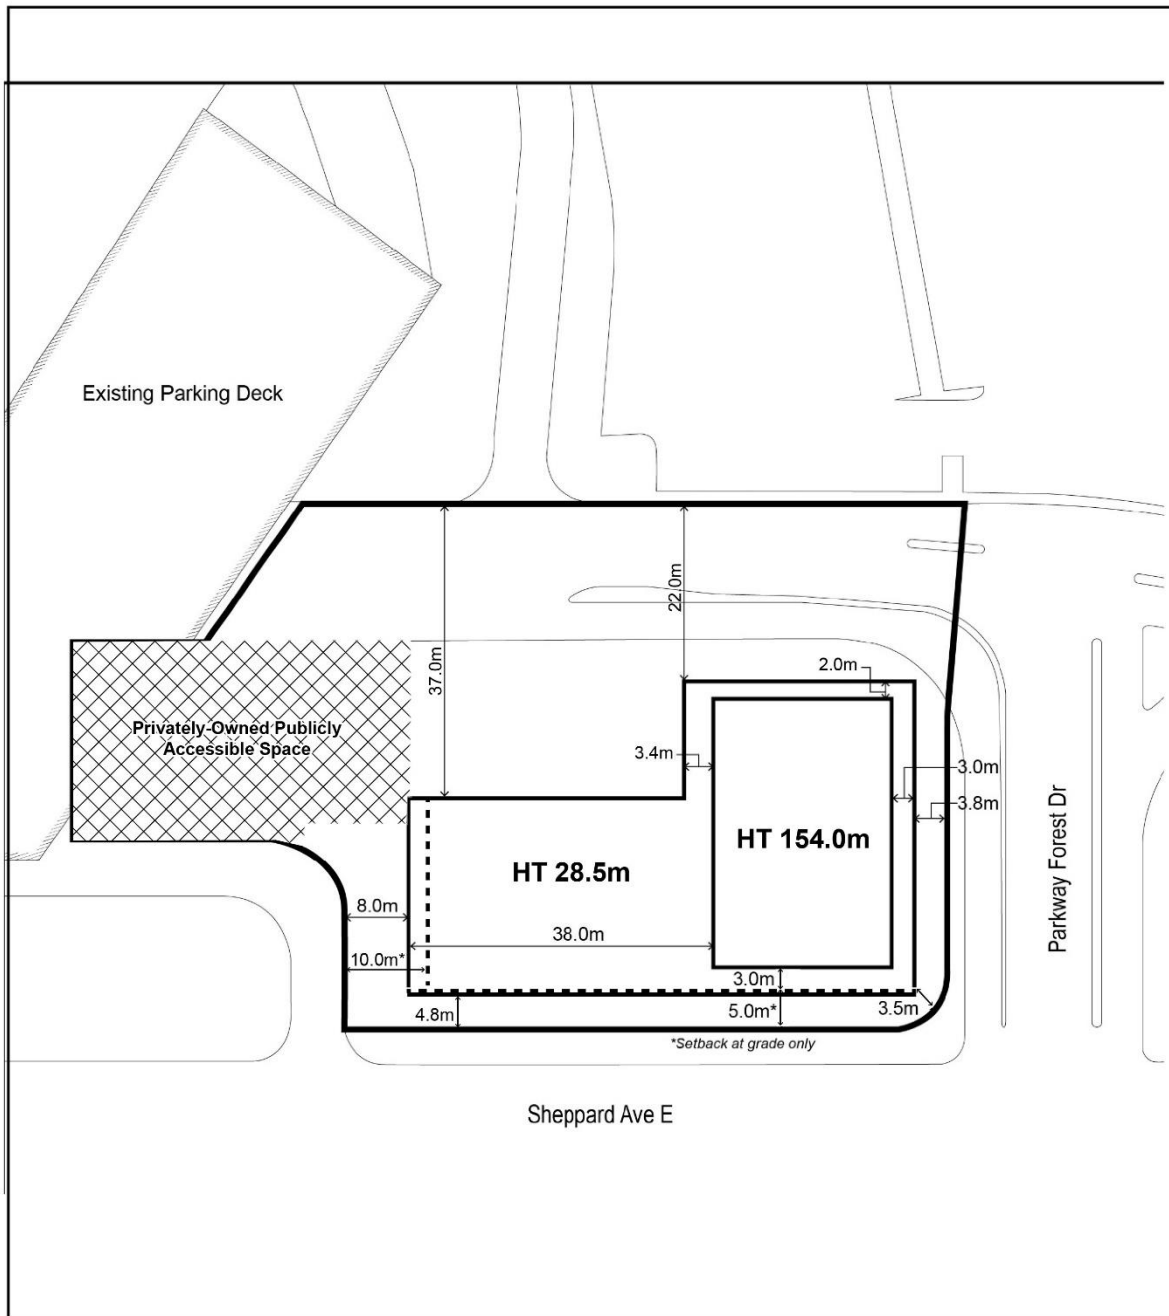 Existing Parking Deck
22.0m
37.0m
2.0m
Privately-Owned Publicly
Accessible Space
3.4m
3.0m
3.8m
HT 154.0m
HT 28.5m
Parkway Forest Dr
8.0m
38.0m
10.0m*
3.0m
4.8m
5.0m*
3.5m
*Setback at grade only
Sheppard Ave E